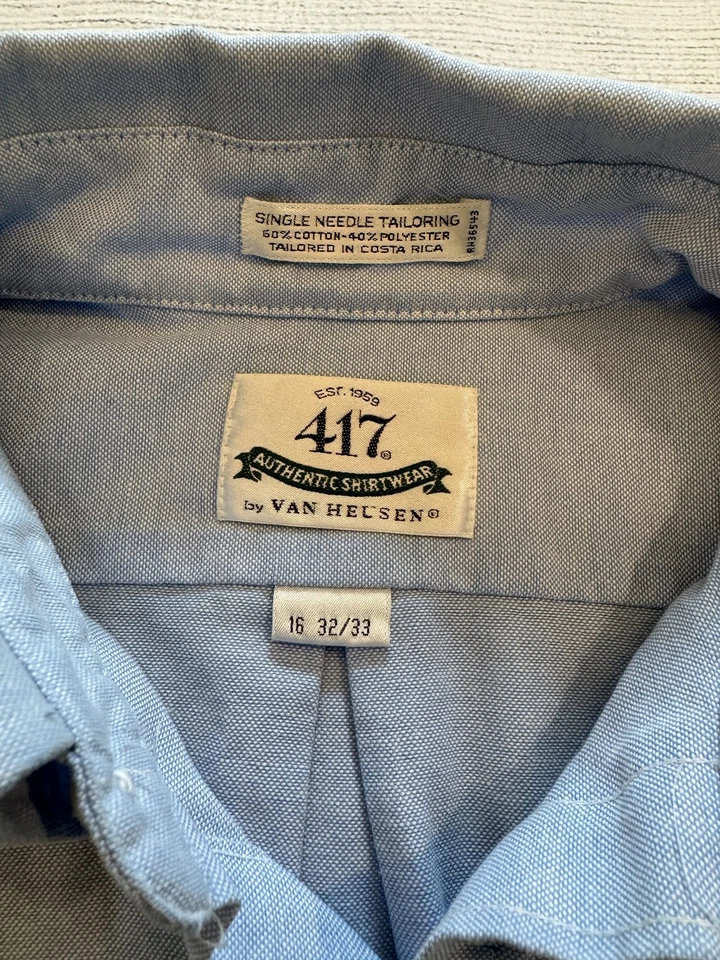 SINGLE NEEDLE TAILORING
60% COTTON-40% POLYESTER
TAILORED IN COSTA RICA
RN36543
EST. 1959
417®
AUTHENTIC SHIRTWEAR
by VAN HEUSEN®
16 32/33